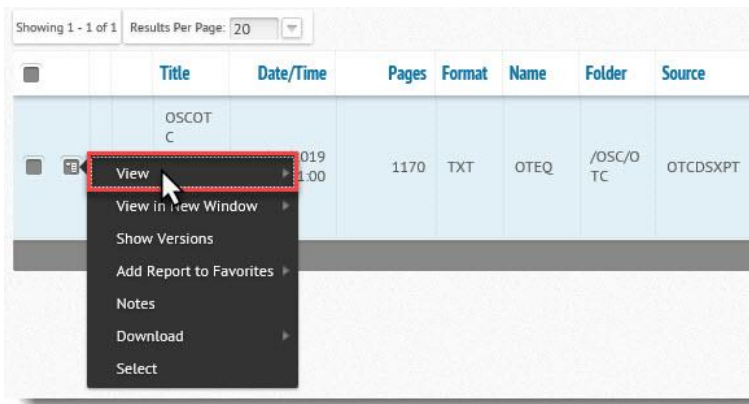 Showing 1 - 1 of 1 Results Per Page: 20
Title Date/Time Pages Format Name Folder Source
OSCOT
C
019
1:00
1170 TXT OTEQ /OSC/O
TC
OTCDSXPT
View
View in New Window
Show Versions
Add Report to Favorites
Notes
Download
Select